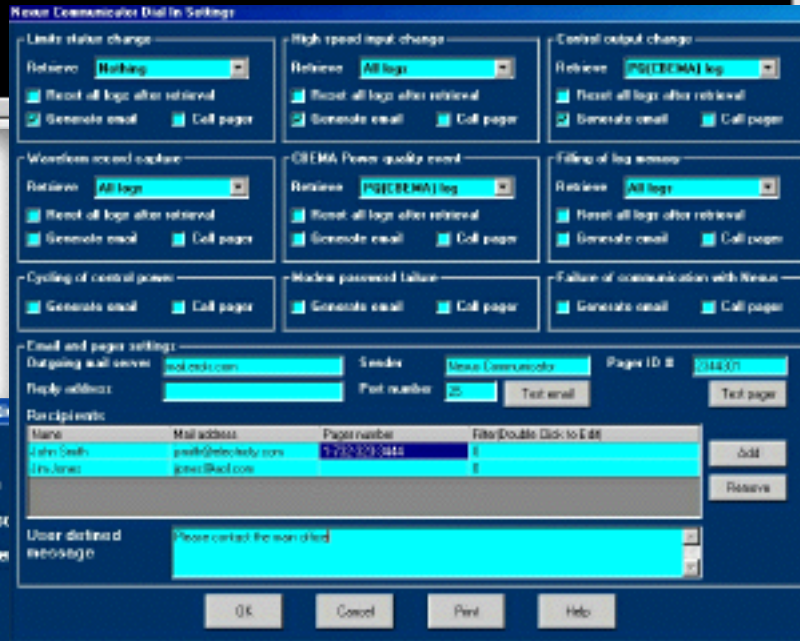 Nexus Communicator Dial In Settings
Limits status change
High speed input change
Control output change
Retrieve Nothing
Retrieve All logs
Retrieve PQ(CBEMA) log
Reset all logs after retrieval
Reset all logs after retrieval
Reset all logs after retrieval
Generate email Call pager
Generate email Call pager
Generate email Call pager
Waveform record capture
CBEMA Power quality event
Filling of log memory
Retrieve All logs
Retrieve PQ(CBEMA) log
Retrieve All logs
Reset all logs after retrieval
Reset all logs after retrieval
Reset all logs after retrieval
Generate email Call pager
Generate email Call pager
Generate email Call pager
Cycling of control power
Modem password failure
Failure of communication with Nexus
Generate email Call pager
Generate email Call pager
Generate email Call pager
Email and pager settings
Outgoing mail server Sender Nexus Communicator Pager ID #
Reply address Port number 25 Test email Test pager
Recipients
Name Mail address Pager number Filter(Double Click to Edit)
John Smith 0
Jim Jones jones@aol.com 0
Add
Remove
User defined message Please contact the main office
OK Cancel Print Help